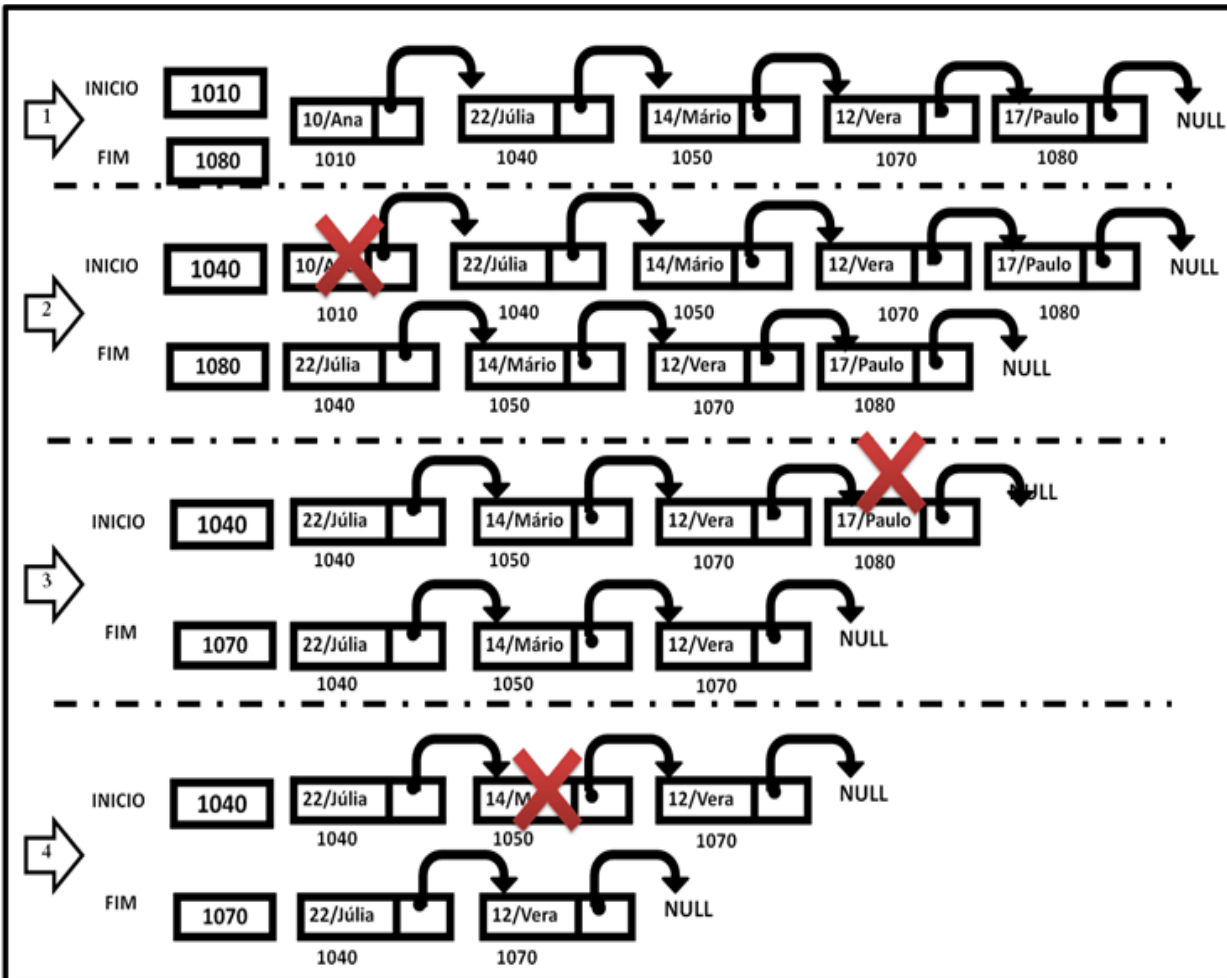 INICIO 1010
10/Ana 22/Júlia 14/Mário 12/Vera 17/Paulo NULL
1
FIM 1080
1010 1040 1050 1070 1080
INICIO 1040
10/A 22/Júlia 14/Mário 12/Vera 17/Paulo NULL
1010 1040 1050 1070 1080
2
FIM 1080
22/Júlia 14/Mário 12/Vera 17/Paulo NULL
1040 1050 1070 1080
INICIO 1040
22/Júlia 14/Mário 12/Vera 17/Paulo NULL
1040 1050 1070 1080
3
FIM 1070
22/Júlia 14/Mário 12/Vera NULL
1040 1050 1070
INICIO 1040
22/Júlia 14/M 12/Vera NULL
1040 1050 1070
4
FIM 1070
22/Júlia 12/Vera NULL
1040 1070